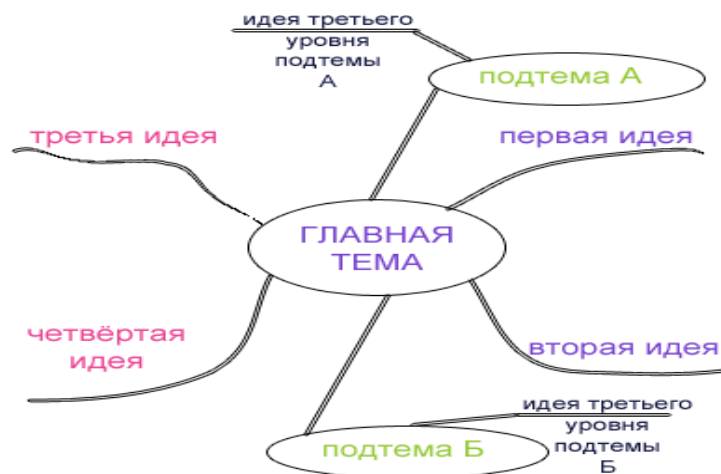 идея третьего
уровня
подтемы
А
подтема А
третья идея
первая идея
ГЛАВНАЯ
ТЕМА
четвёртая
идея
вторая идея
идея третьего
уровня
подтемы
Б
подтема Б